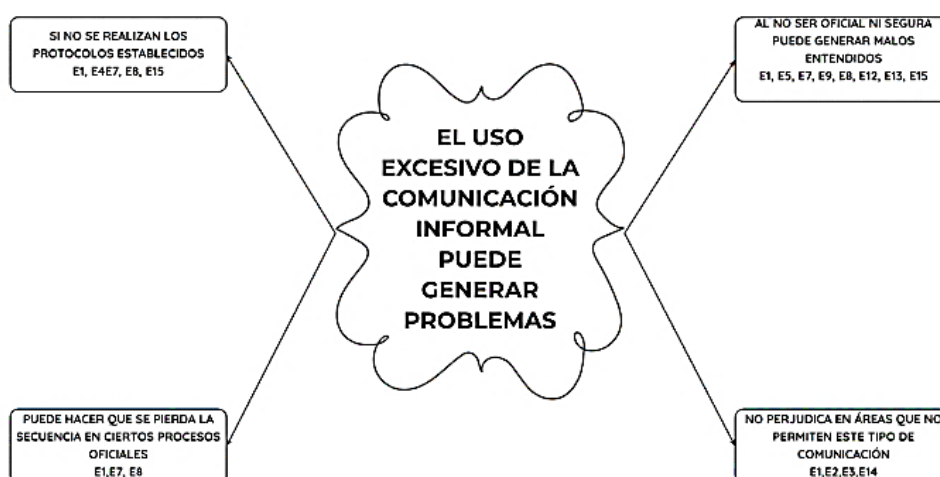 SI NO SE REALIZAN LOS
PROTOCOLOS ESTABLECIDOS
E1, E4E7, E8, E15
AL NO SER OFICIAL NI SEGURA
PUEDE GENERAR MALOS
ENTENDIDOS
E1, E5, E7, E9, E8, E12, E13, E15
EL USO
EXCESIVO DE LA
COMUNICACIÓN
INFORMAL
PUEDE
GENERAR
PROBLEMAS
PUEDE HACER QUE SE PIERDA LA
SECUENCIA EN CIERTOS PROCESOS
OFICIALES
E1,E7, E8
NO PERJUDICA EN ÁREAS QUE NO
PERMITEN ESTE TIPO DE
COMUNICACIÓN
E1,E2,E3,E14